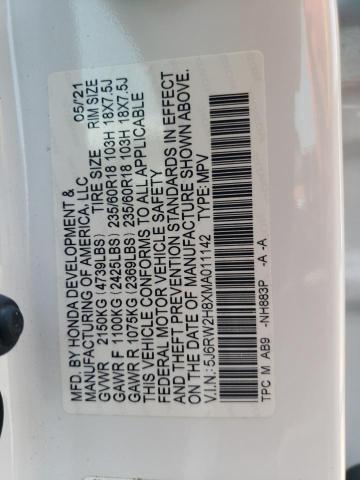 MFD. BY HONDA DEVELOPMENT & 05/'21
MANUFACTURING OF AMERICA, LLC
TIRE SIZE RIM SIZE
GVWR 2150KG (4739LBS)
GAWR F 1100KG (2425LBS) 235/60R18 103H 18X7.5J
GAWR R 1075KG (2369LBS) 235/60R18 103H 18X7.5J
THIS VEHICLE CONFORMS TO ALL APPLICABLE
FEDERAL MOTOR VEHICLE SAFETY
AND THEFT PREVENTION STANDARDS IN EFFECT
ON THE DATE OF MANUFACTURE SHOWN ABOVE.
V.I.N.: 5J6RW2H8XMA011142 TYPE: MPV
TPC M AB9 -NH883P -A -A